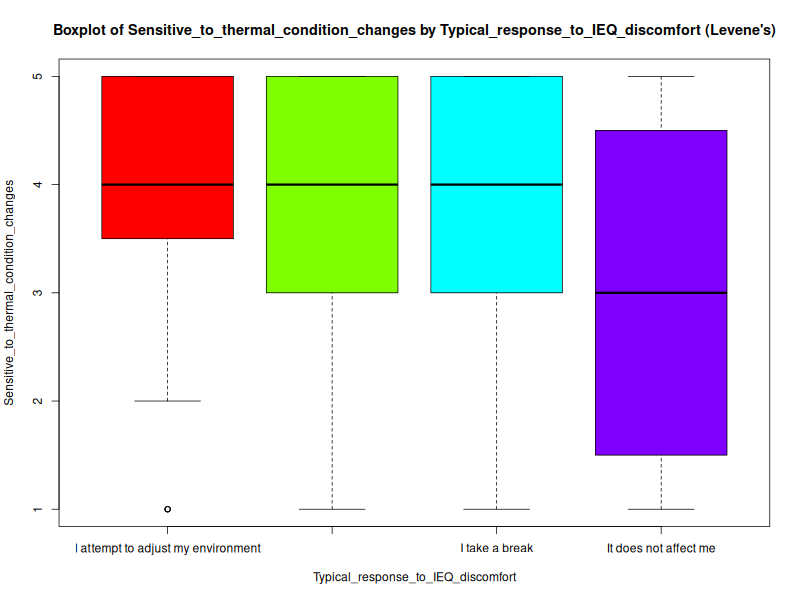 Boxplot of Sensitive_to_thermal_condition_changes by Typical_response_to_IEQ_discomfort (Levene's)
Sensitive_to_thermal_condition_changes
5
4
3
2
1
I attempt to adjust my environment
I take a break
It does not affect me
Typical_response_to_IEQ_discomfort